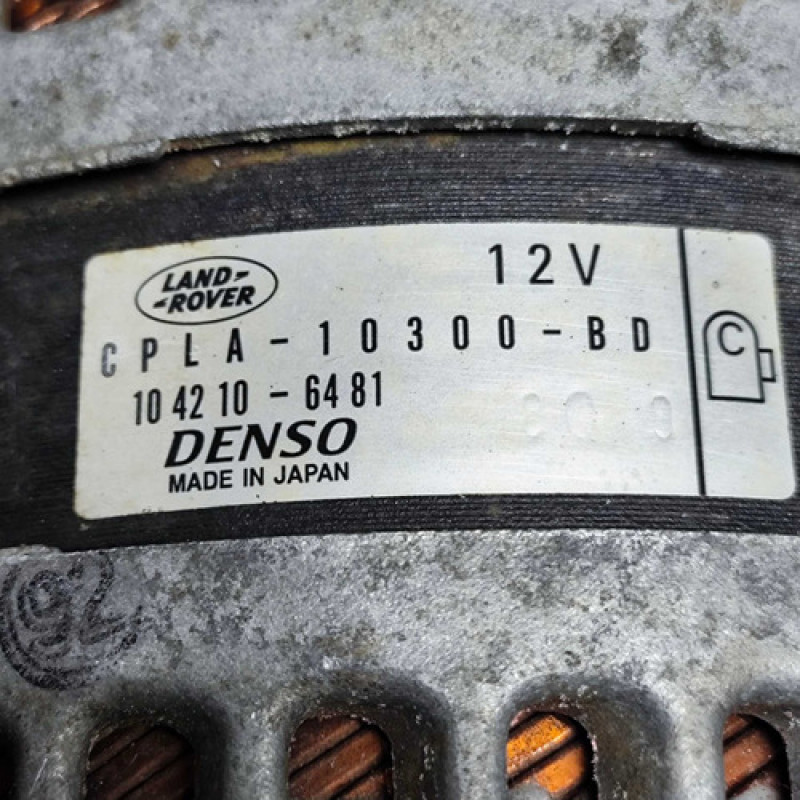 LAND-
-ROVER
12V
CPLA-10300-BD
C
104210-6481
DENSO
MADE IN JAPAN